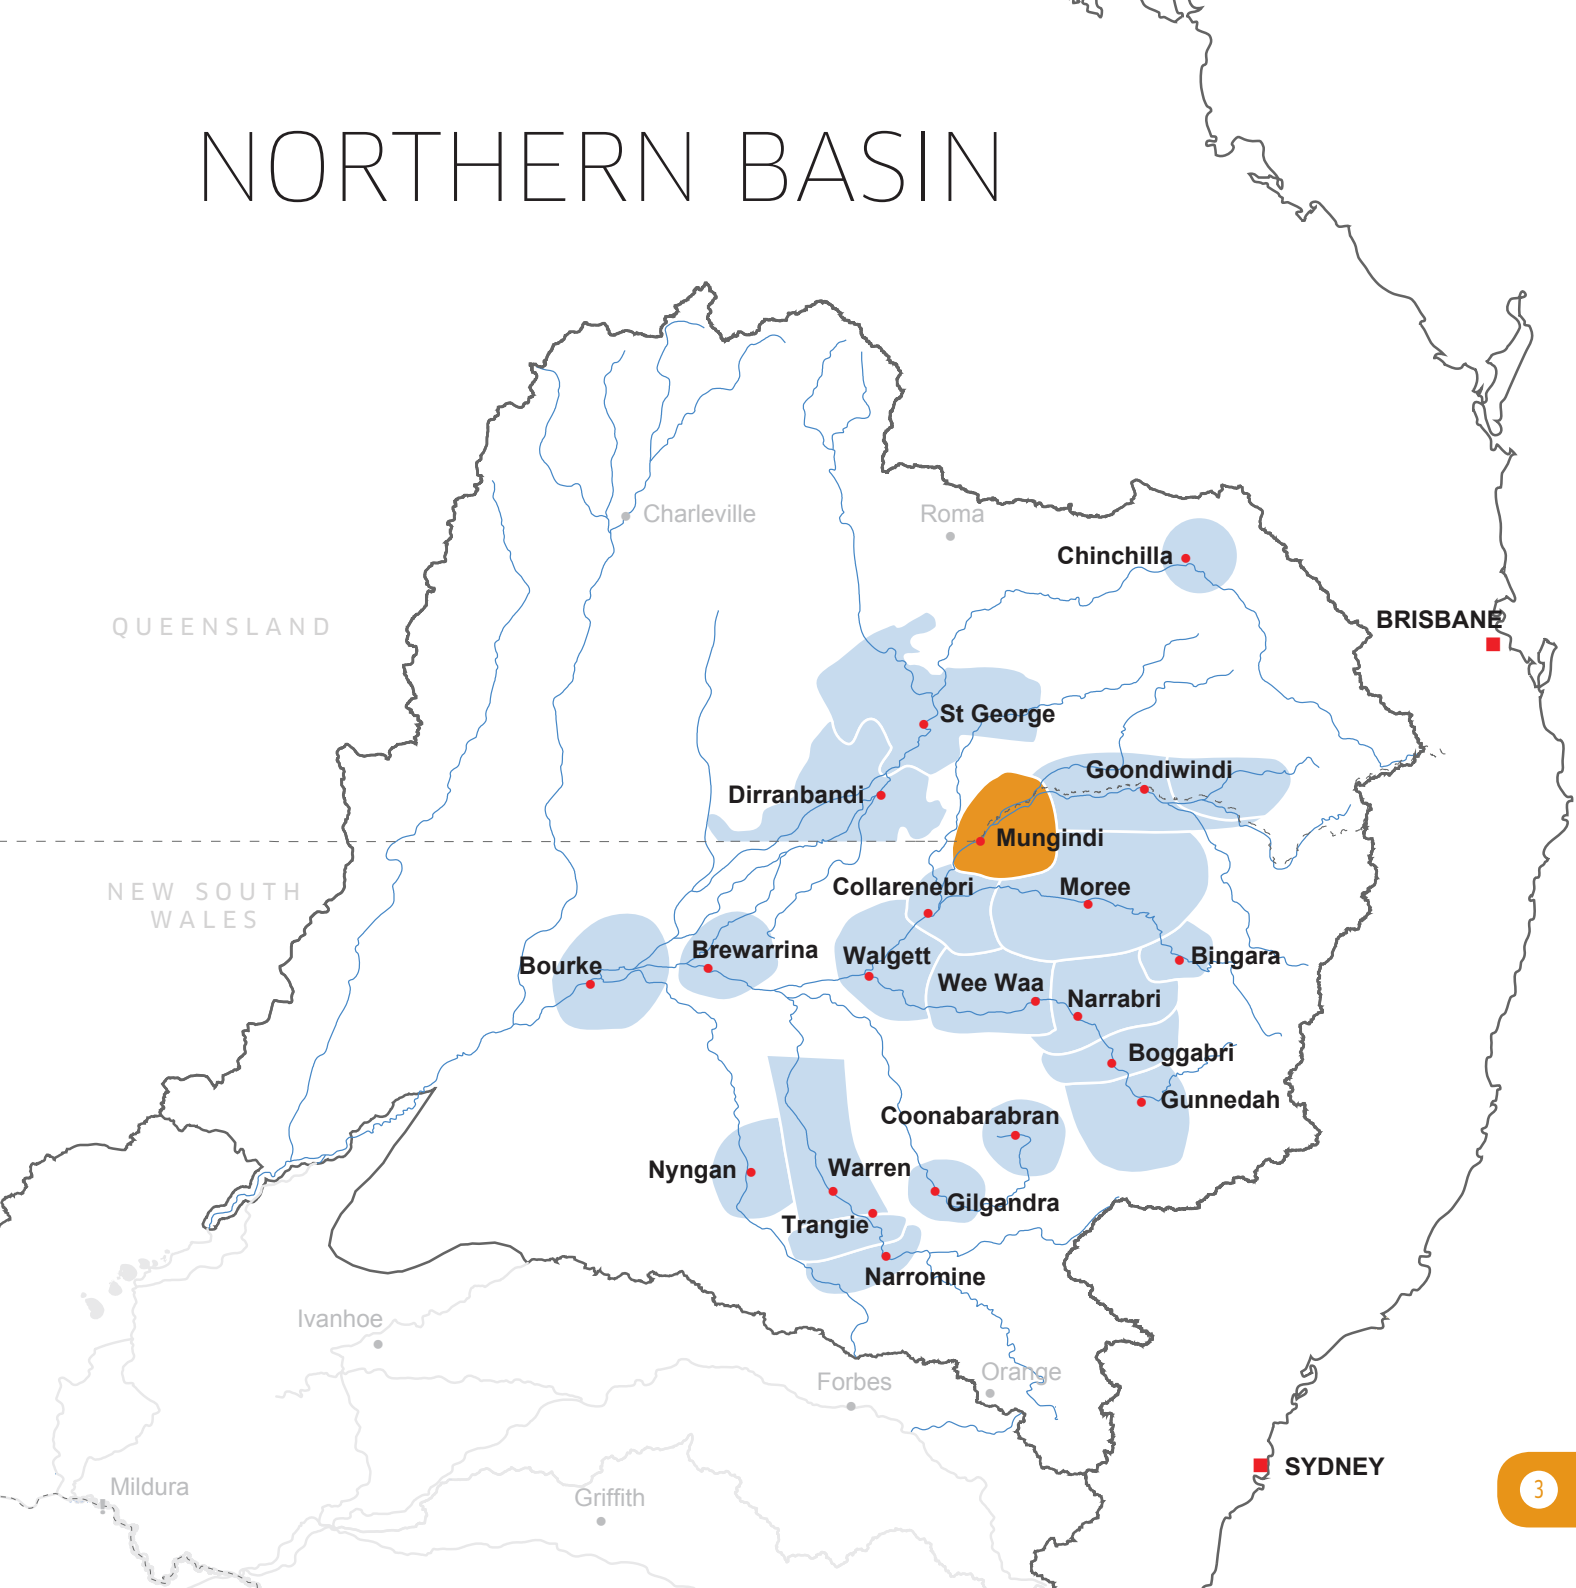 NORTHERN BASIN
Charleville
Roma
Chinchilla
QUEENSLAND
BRISBANE
St George
Goondiwindi
Dirranbandi
Mungindi
NEW SOUTH
WALES
Collarenebri
Moree
Brewarrina
Walgett
Bingara
Bourke
Wee Waa
Narrabri
Boggabri
Gunnedah
Coonabarabran
Nyngan
Warren
Gilgandra
Trangie
Narromine
Ivanhoe
Forbes
Orange
SYDNEY
Mildura
Griffith
3